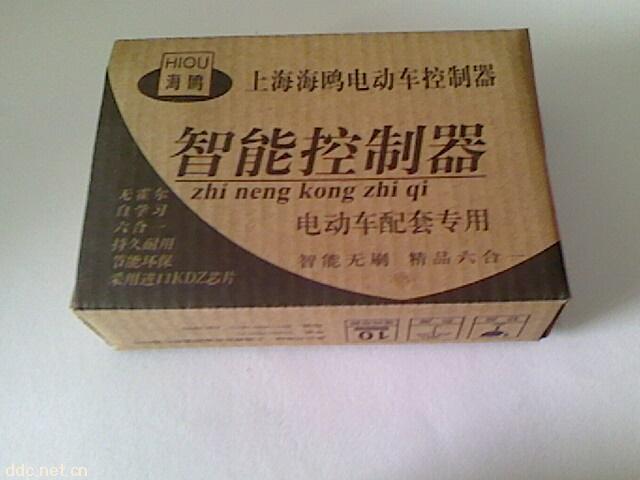 HIOU
海鸥
上海海鸥电动车控制器
智能控制器
zhi neng kong zhi qi
电动车配套专用
智能无刷 精品六合一
无霍尔
自学习
六合一
持久耐用
节能环保
采用进口KDZ芯片
10
ddc.net.cn